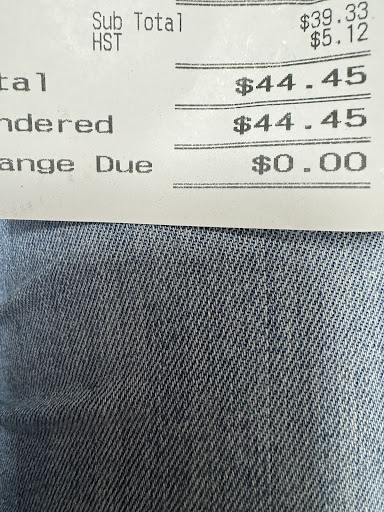 Sub Total $39.33
HST $5.12
tal $44.45
ndered $44.45
ange Due $0.00